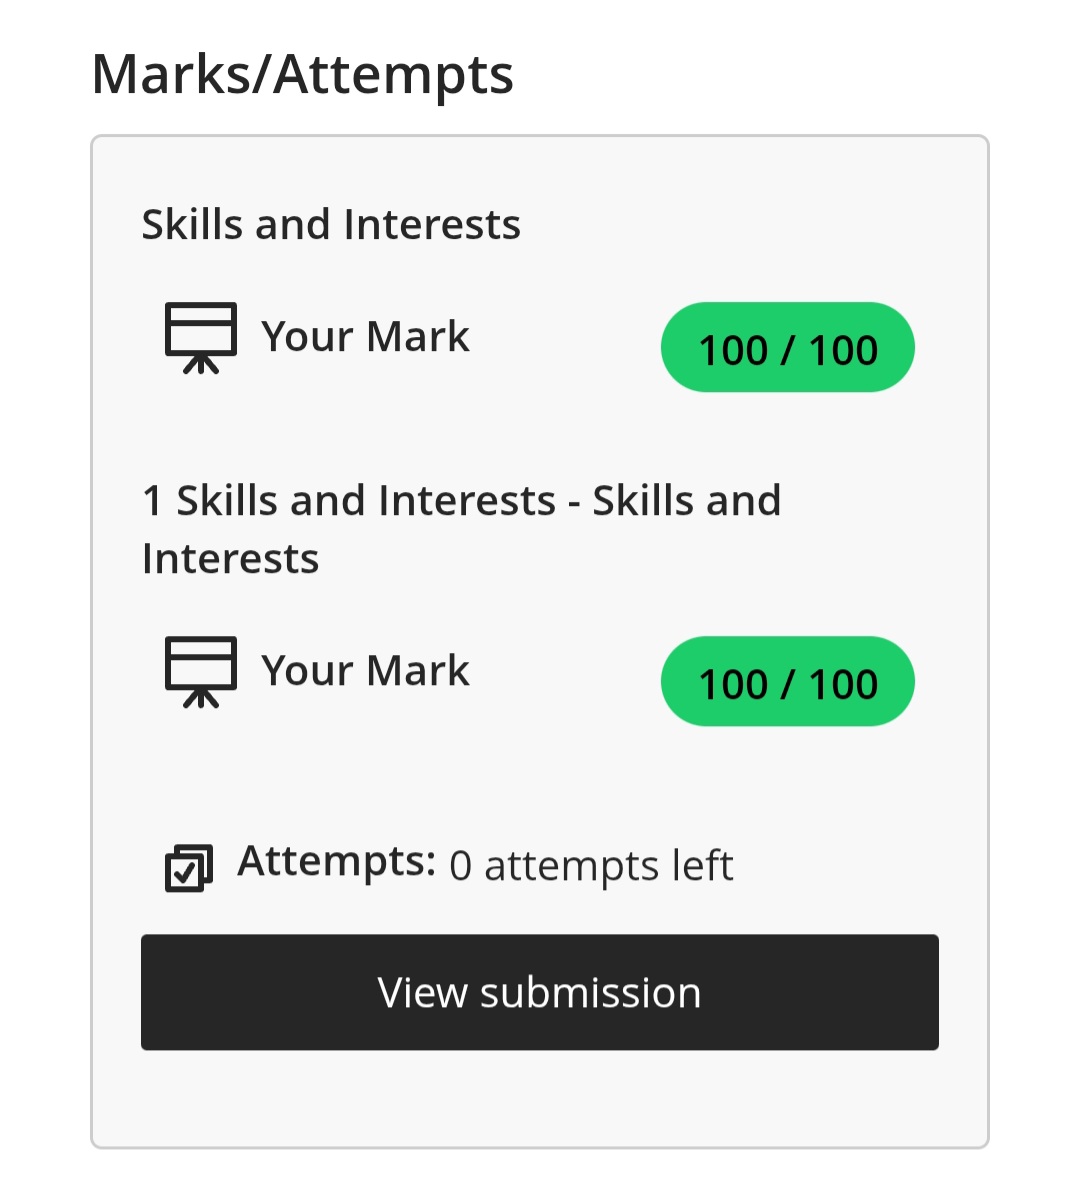 Marks/Attempts
Skills and Interests
Your Mark
100 / 100
1 Skills and Interests - Skills and
Interests
Your Mark
100 / 100
Attempts: 0 attempts left
View submission